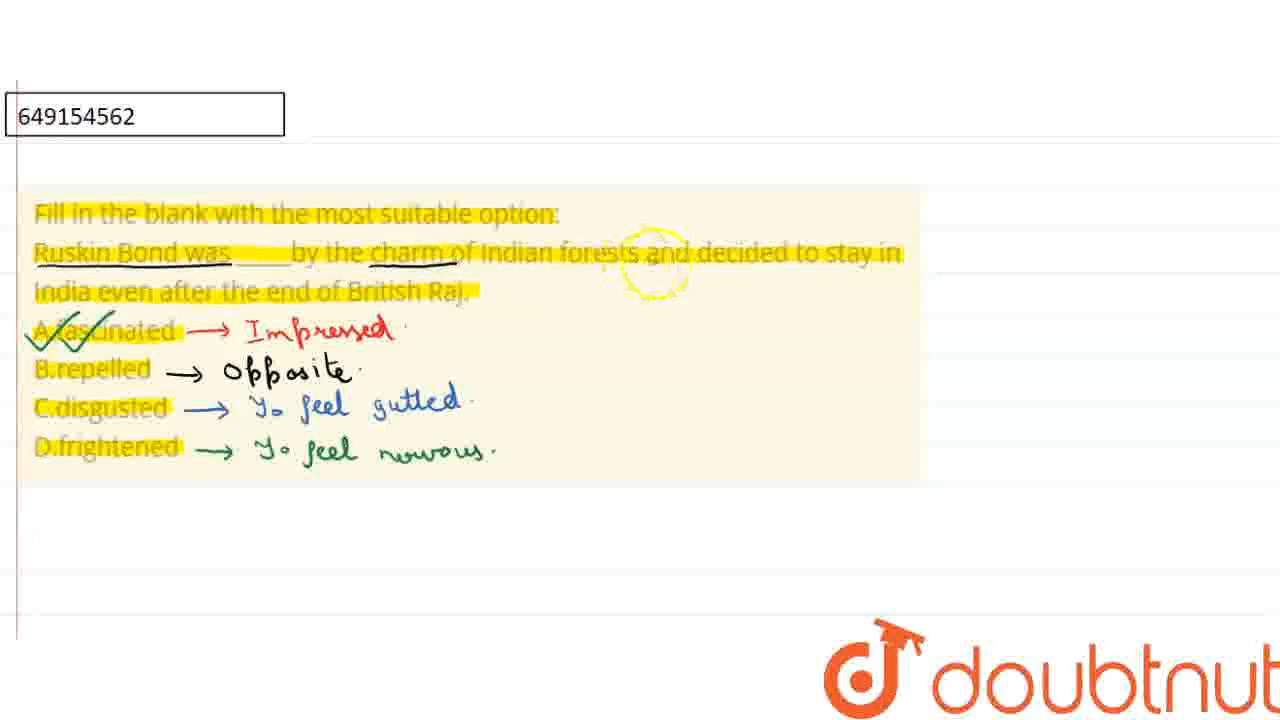 649154562
Fill in the blank with the most suitable option:
Ruskin Bond was _____ by the charm of Indian forests and decided to stay in
India even after the end of British Raj.
A.fascinated → Impressed.
B.repelled → Opposite.
C.disgusted → To feel gutted.
D.frightened → To feel nervous.
doubtnut